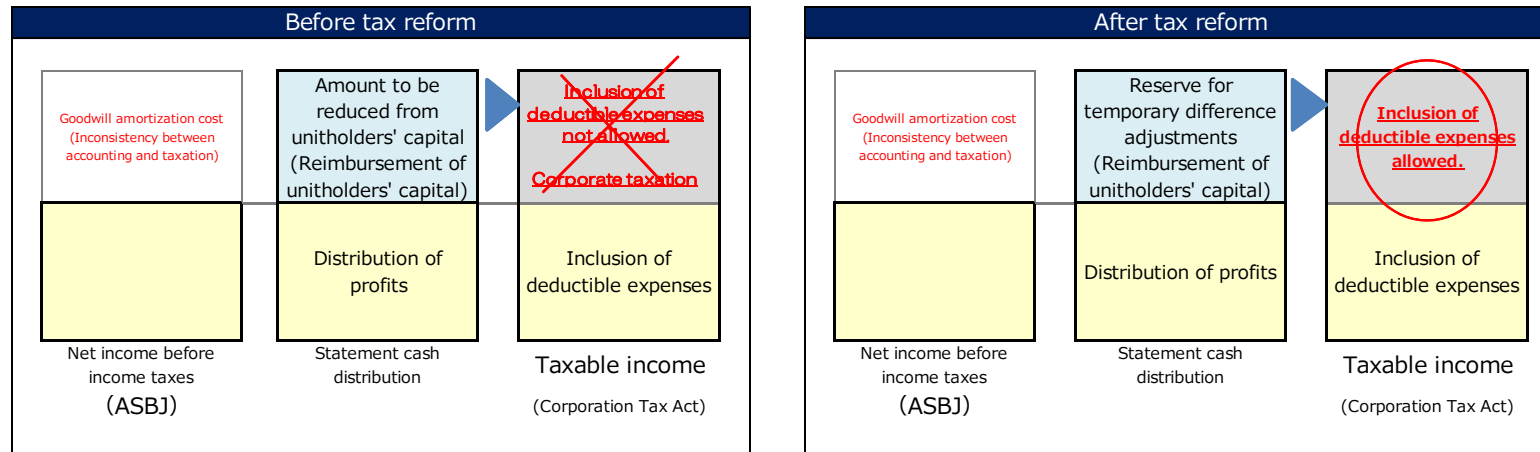 Before tax reform
Goodwill amortization cost
(Inconsistency between
accounting and taxation)
Amount to be
reduced from
unitholders' capital
(Reimbursement of
unitholders' capital)
Inclusion of
deductible expenses
not allowed.
Corporate taxation
Distribution of
profits
Inclusion of
deductible expenses
Net income before
income taxes
(ASBJ)
Statement cash
distribution
Taxable income
(Corporation Tax Act)
After tax reform
Goodwill amortization cost
(Inconsistency between
accounting and taxation)
Reserve for
temporary difference
adjustments
(Reimbursement of
unitholders' capital)
Inclusion of
deductible expenses
allowed.
Distribution of profits
Inclusion of
deductible expenses
Net income before
income taxes
(ASBJ)
Statement cash
distribution
Taxable income
(Corporation Tax Act)